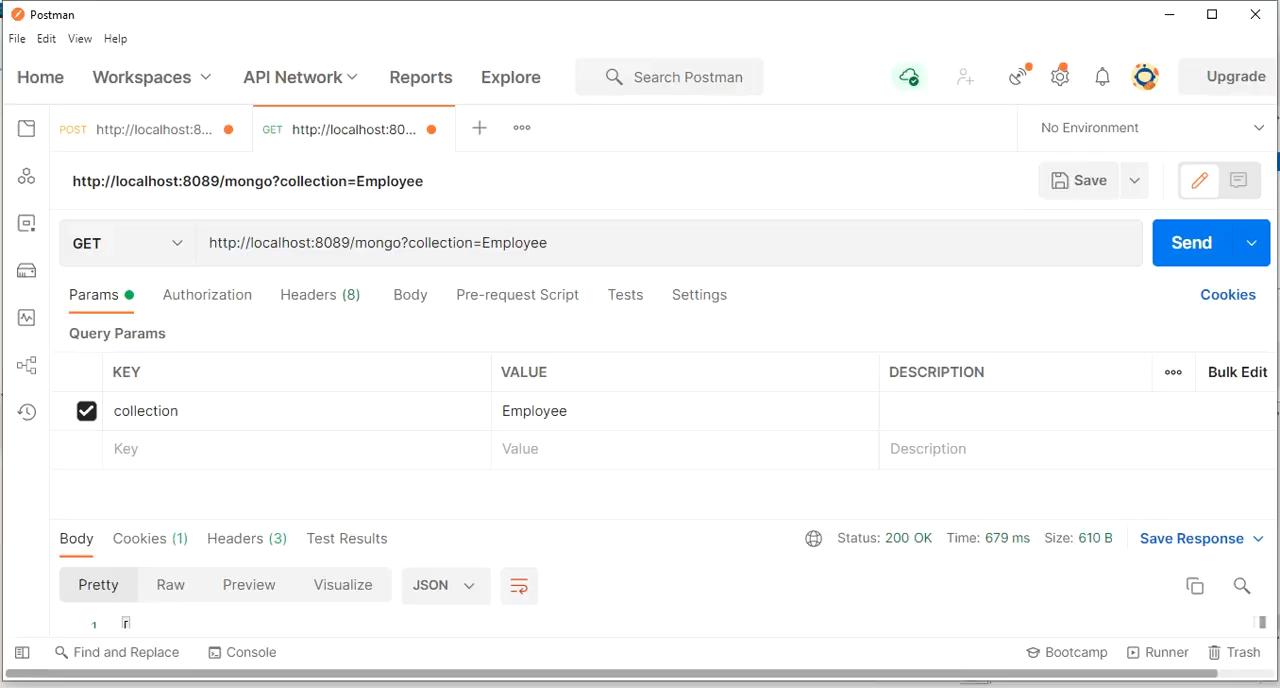 Postman
File Edit View Help
Home Workspaces API Network Reports Explore Search Postman Upgrade
POST http://localhost:8... GET http://localhost:80... No Environment
http://localhost:8089/mongo?collection=Employee Save
GET http://localhost:8089/mongo?collection=Employee Send
Params Authorization Headers (8) Body Pre-request Script Tests Settings Cookies
Query Params
KEY VALUE DESCRIPTION Bulk Edit
collection Employee
Key Value Description
Body Cookies (1) Headers (3) Test Results Status: 200 OK Time: 679 ms Size: 610 B Save Response
Pretty Raw Preview Visualize JSON
1
Find and Replace Console Bootcamp Runner Trash